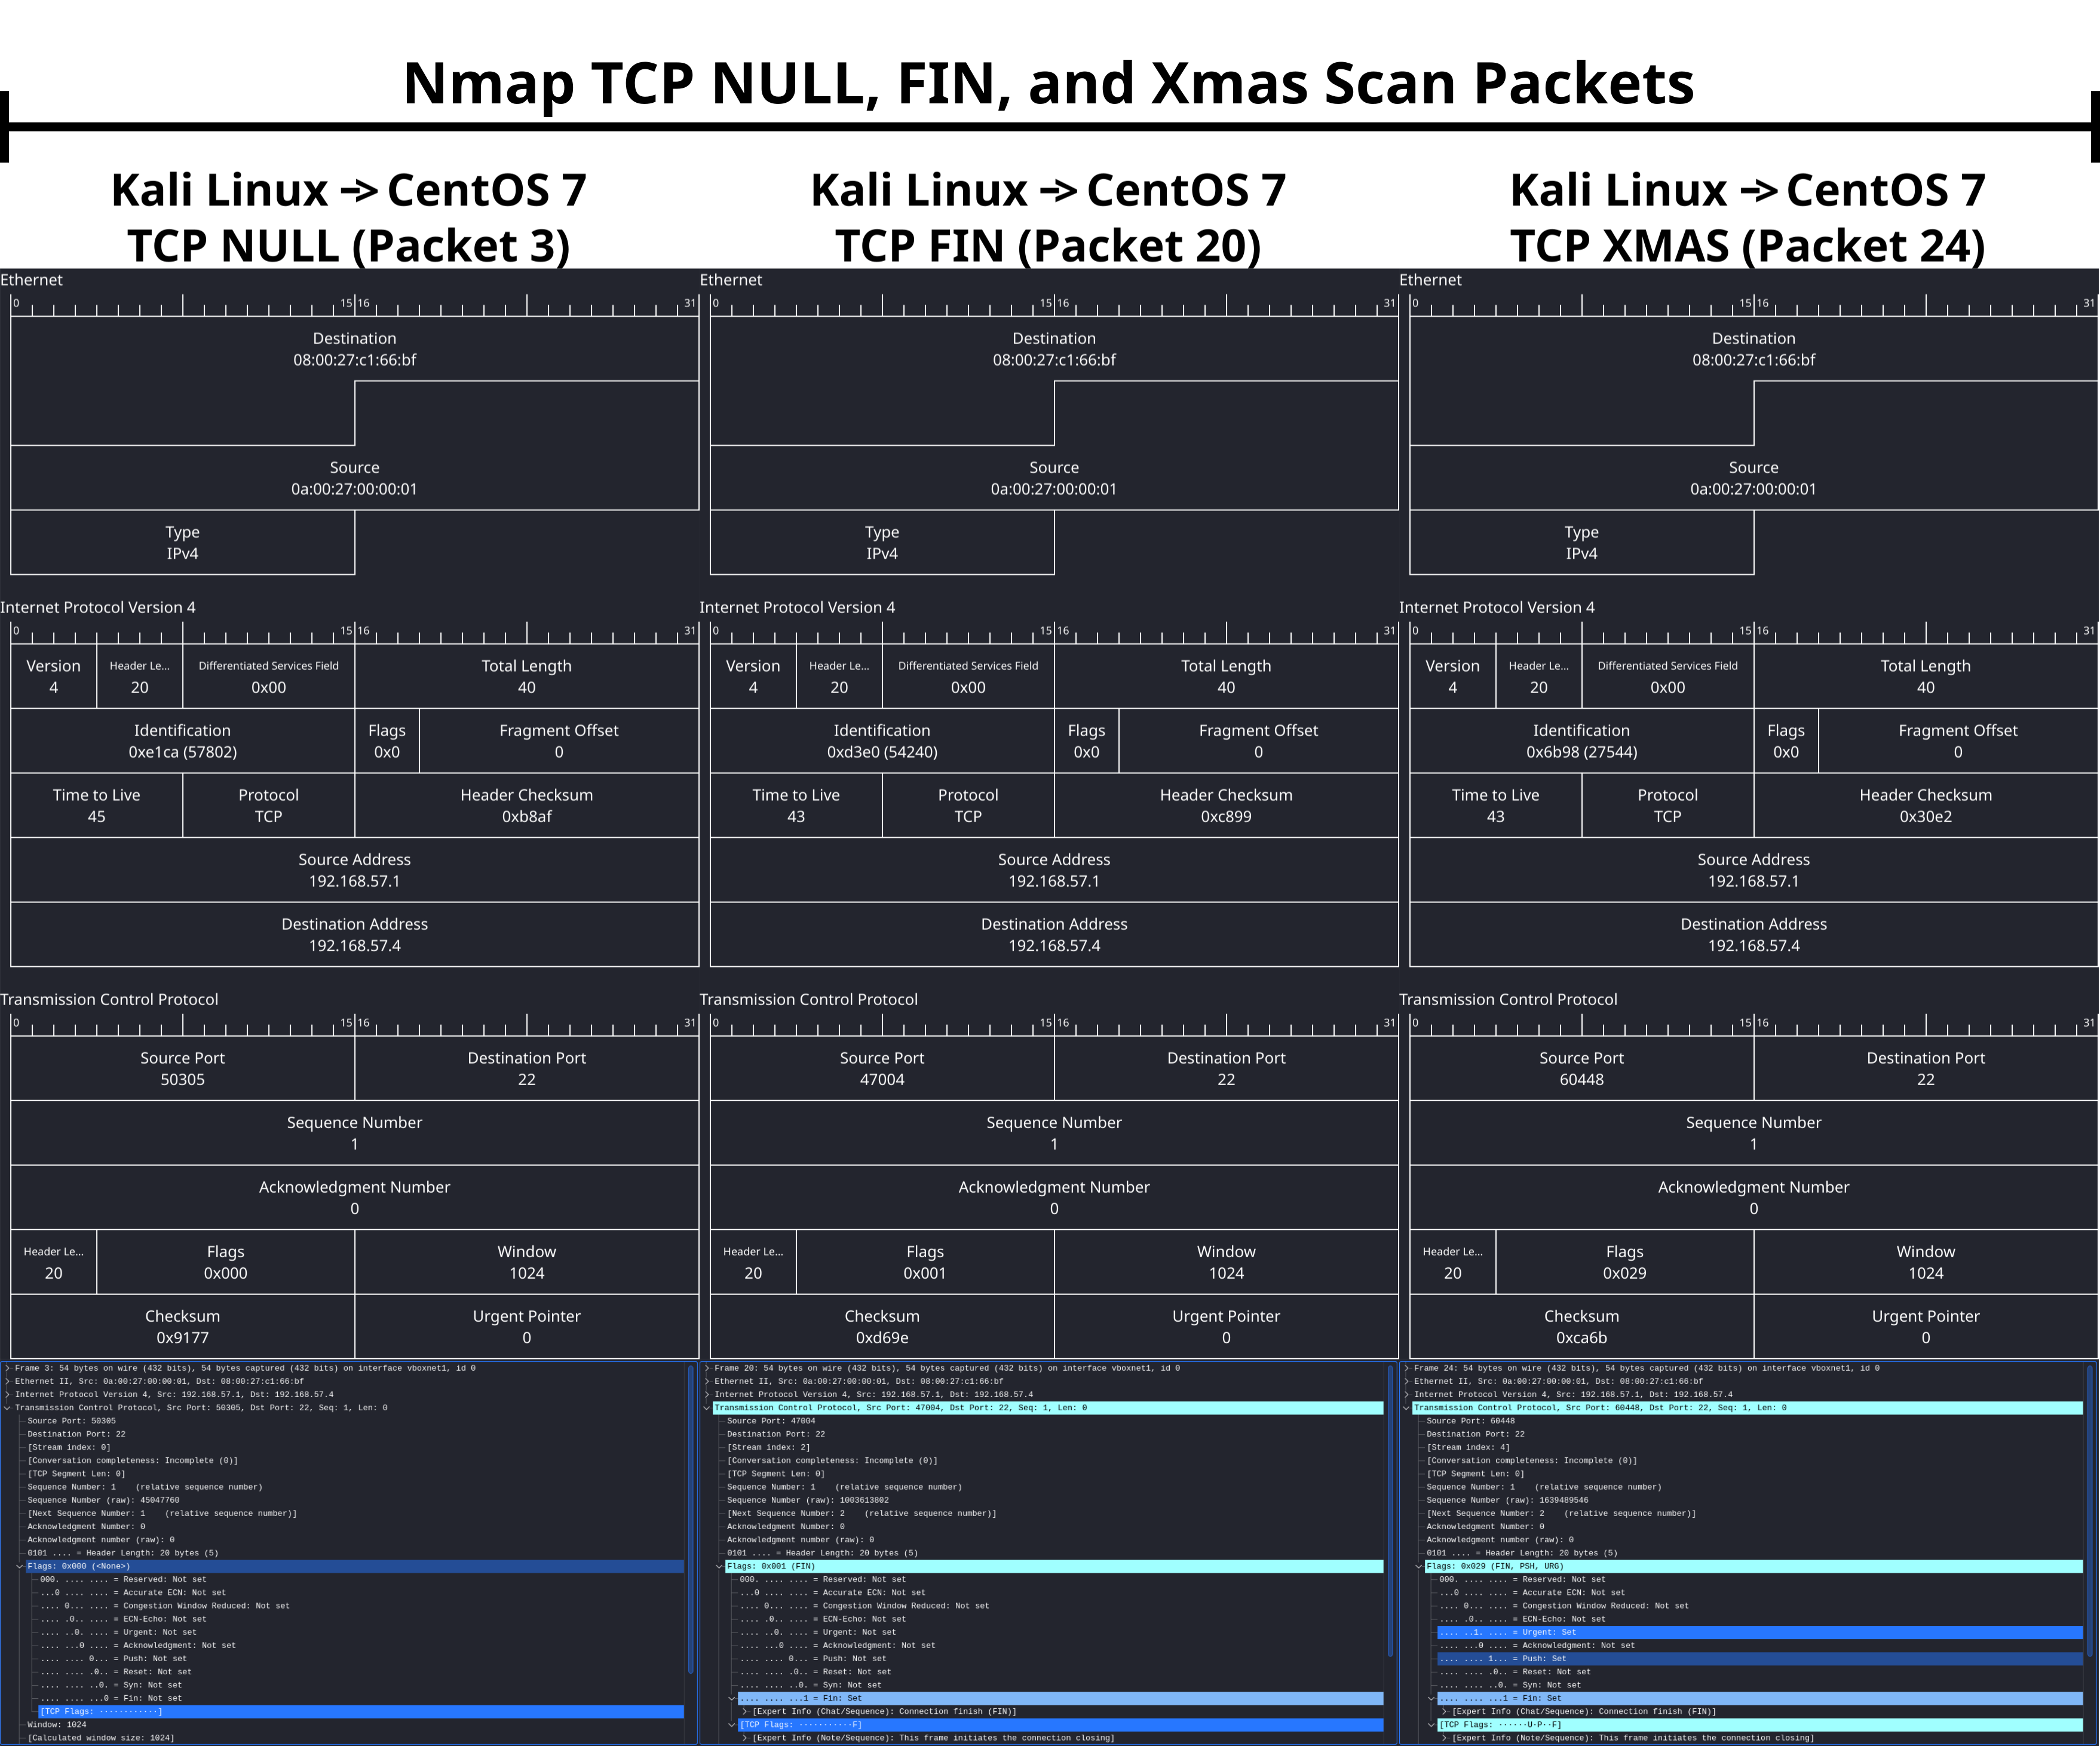 Nmap TCP NULL, FIN, and Xmas Scan Packets
Kali Linux -> CentOS 7
TCP NULL (Packet 3)
Ethernet
0 15 16 31
Destination
08:00:27:c1:66:bf
Source
0a:00:27:00:00:01
Type
IPv4
Internet Protocol Version 4
0 15 16 31
Version Header Le... Differentiated Services Field Total Length
4 20 0x00 40
Identification Flags Fragment Offset
0xe1ca (57802) 0x0 0
Time to Live Protocol Header Checksum
45 TCP 0xb8af
Source Address
192.168.57.1
Destination Address
192.168.57.4
Transmission Control Protocol
0 15 16 31
Source Port Destination Port
50305 22
Sequence Number
1
Acknowledgment Number
0
Header Le... Flags Window
20 0x000 1024
Checksum Urgent Pointer
0x9177 0
Frame 3: 54 bytes on wire (432 bits), 54 bytes captured (432 bits) on interface vboxnet1, id 0
Ethernet II, Src: 0a:00:27:00:00:01, Dst: 08:00:27:c1:66:bf
Internet Protocol Version 4, Src: 192.168.57.1, Dst: 192.168.57.4
Transmission Control Protocol, Src Port: 50305, Dst Port: 22, Seq: 1, Len: 0
Source Port: 50305
Destination Port: 22
[Stream index: 0]
[Conversation completeness: Incomplete (0)]
[TCP Segment Len: 0]
Sequence Number: 1 (relative sequence number)
Sequence Number (raw): 45047760
[Next Sequence Number: 1 (relative sequence number)]
Acknowledgment Number: 0
Acknowledgment number (raw): 0
0101 .... = Header Length: 20 bytes (5)
Flags: 0x000 (<None>)
000. .... .... = Reserved: Not set
...0 .... .... = Accurate ECN: Not set
.... 0... .... = Congestion Window Reduced: Not set
.... .0.. .... = ECN-Echo: Not set
.... ..0. .... = Urgent: Not set
.... ...0 .... = Acknowledgment: Not set
.... .... 0... = Push: Not set
.... .... .0.. = Reset: Not set
.... .... ..0. = Syn: Not set
.... .... ...0 = Fin: Not set
[TCP Flags: ············]
Window: 1024
[Calculated window size: 1024]
Kali Linux -> CentOS 7
TCP FIN (Packet 20)
Ethernet
0 15 16 31
Destination
08:00:27:c1:66:bf
Source
0a:00:27:00:00:01
Type
IPv4
Internet Protocol Version 4
0 15 16 31
Version Header Le... Differentiated Services Field Total Length
4 20 0x00 40
Identification Flags Fragment Offset
0xd3e0 (54240) 0x0 0
Time to Live Protocol Header Checksum
43 TCP 0xc899
Source Address
192.168.57.1
Destination Address
192.168.57.4
Transmission Control Protocol
0 15 16 31
Source Port Destination Port
47004 22
Sequence Number
1
Acknowledgment Number
0
Header Le... Flags Window
20 0x001 1024
Checksum Urgent Pointer
0xd69e 0
Frame 20: 54 bytes on wire (432 bits), 54 bytes captured (432 bits) on interface vboxnet1, id 0
Ethernet II, Src: 0a:00:27:00:00:01, Dst: 08:00:27:c1:66:bf
Internet Protocol Version 4, Src: 192.168.57.1, Dst: 192.168.57.4
Transmission Control Protocol, Src Port: 47004, Dst Port: 22, Seq: 1, Len: 0
Source Port: 47004
Destination Port: 22
[Stream index: 2]
[Conversation completeness: Incomplete (0)]
[TCP Segment Len: 0]
Sequence Number: 1 (relative sequence number)
Sequence Number (raw): 1003613802
[Next Sequence Number: 2 (relative sequence number)]
Acknowledgment Number: 0
Acknowledgment number (raw): 0
0101 .... = Header Length: 20 bytes (5)
Flags: 0x001 (FIN)
000. .... .... = Reserved: Not set
...0 .... .... = Accurate ECN: Not set
.... 0... .... = Congestion Window Reduced: Not set
.... .0.. .... = ECN-Echo: Not set
.... ..0. .... = Urgent: Not set
.... ...0 .... = Acknowledgment: Not set
.... .... 0... = Push: Not set
.... .... .0.. = Reset: Not set
.... .... ..0. = Syn: Not set
.... .... ...1 = Fin: Set
[Expert Info (Chat/Sequence): Connection finish (FIN)]
[TCP Flags: ···········F]
[Expert Info (Note/Sequence): This frame initiates the connection closing]
Kali Linux -> CentOS 7
TCP XMAS (Packet 24)
Ethernet
0 15 16 31
Destination
08:00:27:c1:66:bf
Source
0a:00:27:00:00:01
Type
IPv4
Internet Protocol Version 4
0 15 16 31
Version Header Le... Differentiated Services Field Total Length
4 20 0x00 40
Identification Flags Fragment Offset
0x6b98 (27544) 0x0 0
Time to Live Protocol Header Checksum
43 TCP 0x30e2
Source Address
192.168.57.1
Destination Address
192.168.57.4
Transmission Control Protocol
0 15 16 31
Source Port Destination Port
60448 22
Sequence Number
1
Acknowledgment Number
0
Header Le... Flags Window
20 0x029 1024
Checksum Urgent Pointer
0xca6b 0
Frame 24: 54 bytes on wire (432 bits), 54 bytes captured (432 bits) on interface vboxnet1, id 0
Ethernet II, Src: 0a:00:27:00:00:01, Dst: 08:00:27:c1:66:bf
Internet Protocol Version 4, Src: 192.168.57.1, Dst: 192.168.57.4
Transmission Control Protocol, Src Port: 60448, Dst Port: 22, Seq: 1, Len: 0
Source Port: 60448
Destination Port: 22
[Stream index: 4]
[Conversation completeness: Incomplete (0)]
[TCP Segment Len: 0]
Sequence Number: 1 (relative sequence number)
Sequence Number (raw): 1639489546
[Next Sequence Number: 2 (relative sequence number)]
Acknowledgment Number: 0
Acknowledgment number (raw): 0
0101 .... = Header Length: 20 bytes (5)
Flags: 0x029 (FIN, PSH, URG)
000. .... .... = Reserved: Not set
...0 .... .... = Accurate ECN: Not set
.... 0... .... = Congestion Window Reduced: Not set
.... .0.. .... = ECN-Echo: Not set
.... ..1. .... = Urgent: Set
.... ...0 .... = Acknowledgment: Not set
.... .... 1... = Push: Set
.... .... .0.. = Reset: Not set
.... .... ..0. = Syn: Not set
.... .... ...1 = Fin: Set
[Expert Info (Chat/Sequence): Connection finish (FIN)]
[TCP Flags: ······U·P··F]
[Expert Info (Note/Sequence): This frame initiates the connection closing]